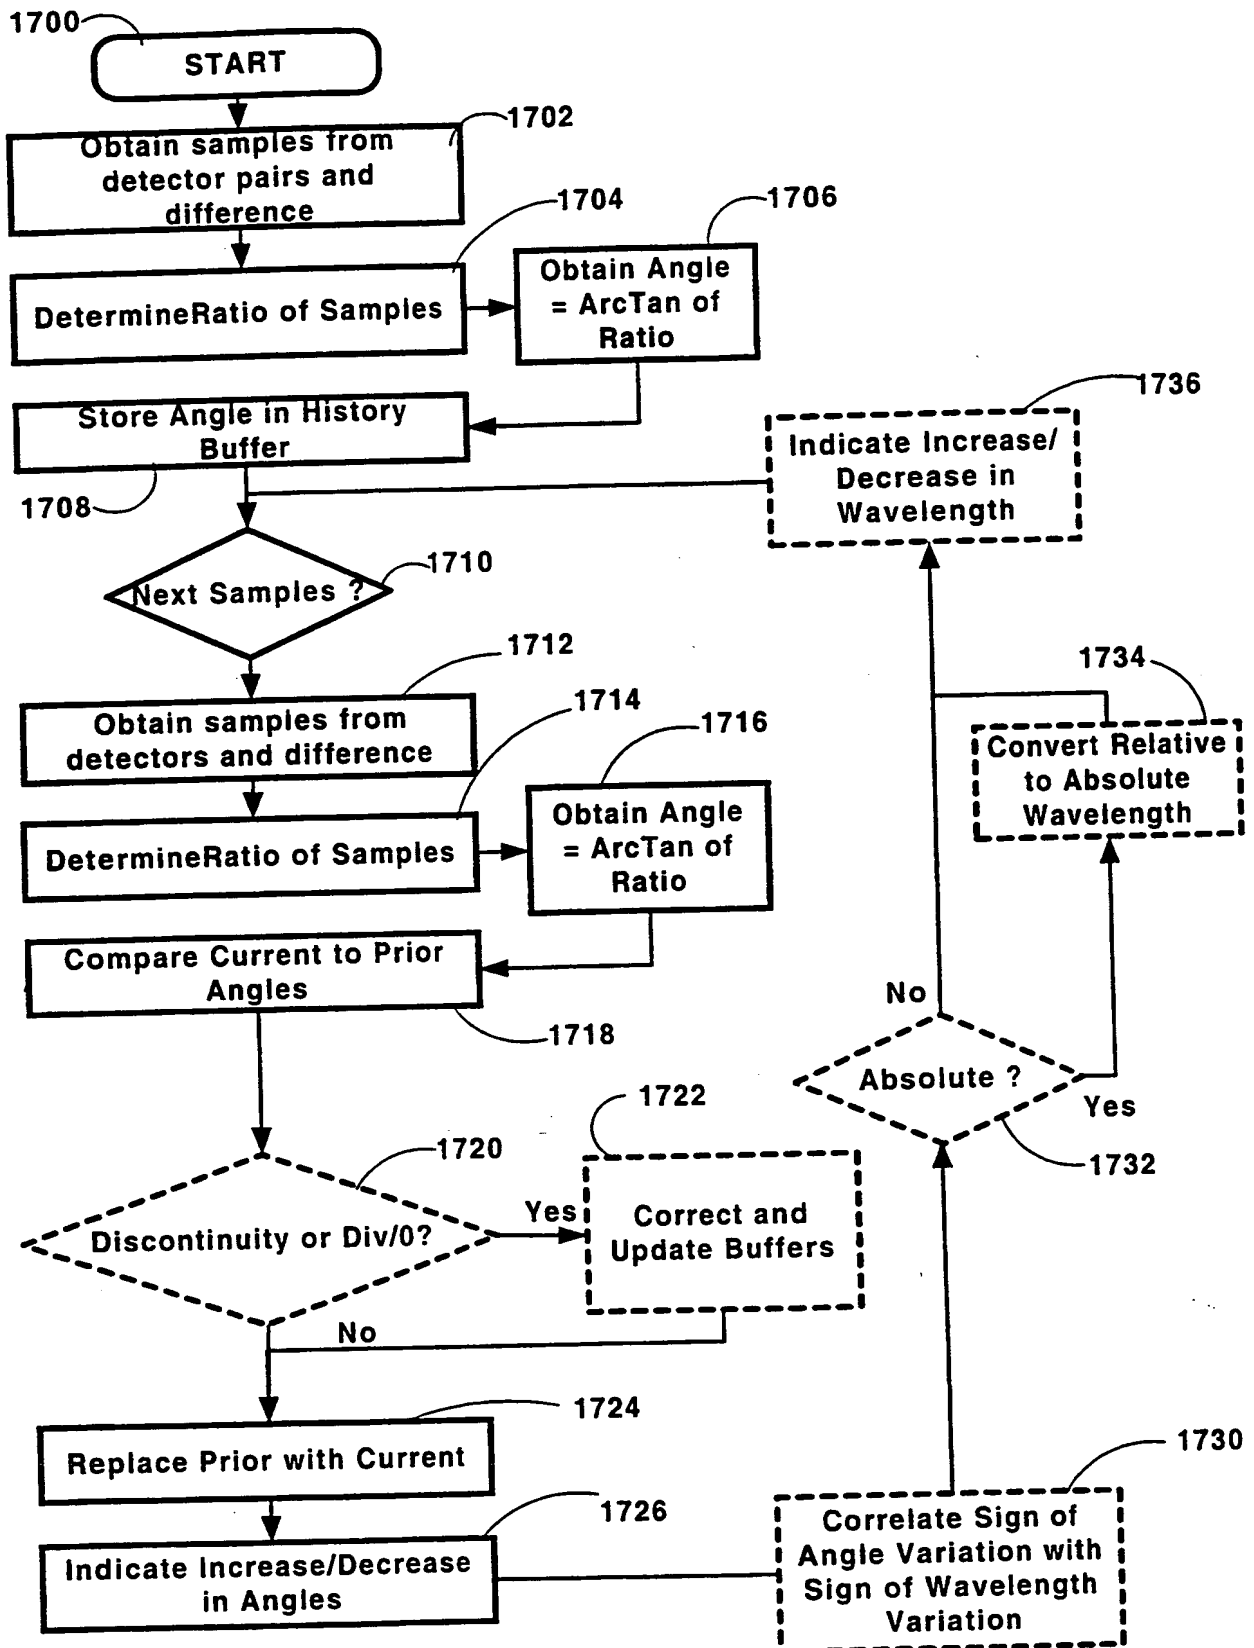 1700
START
1702
Obtain samples from
detector pairs and
difference
1704
1706
DetermineRatio of Samples
Obtain Angle
= ArcTan of
Ratio
Store Angle in History
Buffer
1708
1736
Indicate Increase/
Decrease in
Wavelength
Next Samples ?
1710
1712
Obtain samples from
detectors and difference
1714
1716
DetermineRatio of Samples
Obtain Angle
= ArcTan of
Ratio
1734
Convert Relative
to Absolute
Wavelength
Compare Current to Prior
Angles
1718
No
Absolute ?
Yes
1732
1720
Discontinuity or Div/0?
Yes
1722
Correct and
Update Buffers
No
1724
Replace Prior with Current
1726
Indicate Increase/Decrease
in Angles
1730
Correlate Sign of
Angle Variation with
Sign of Wavelength
Variation